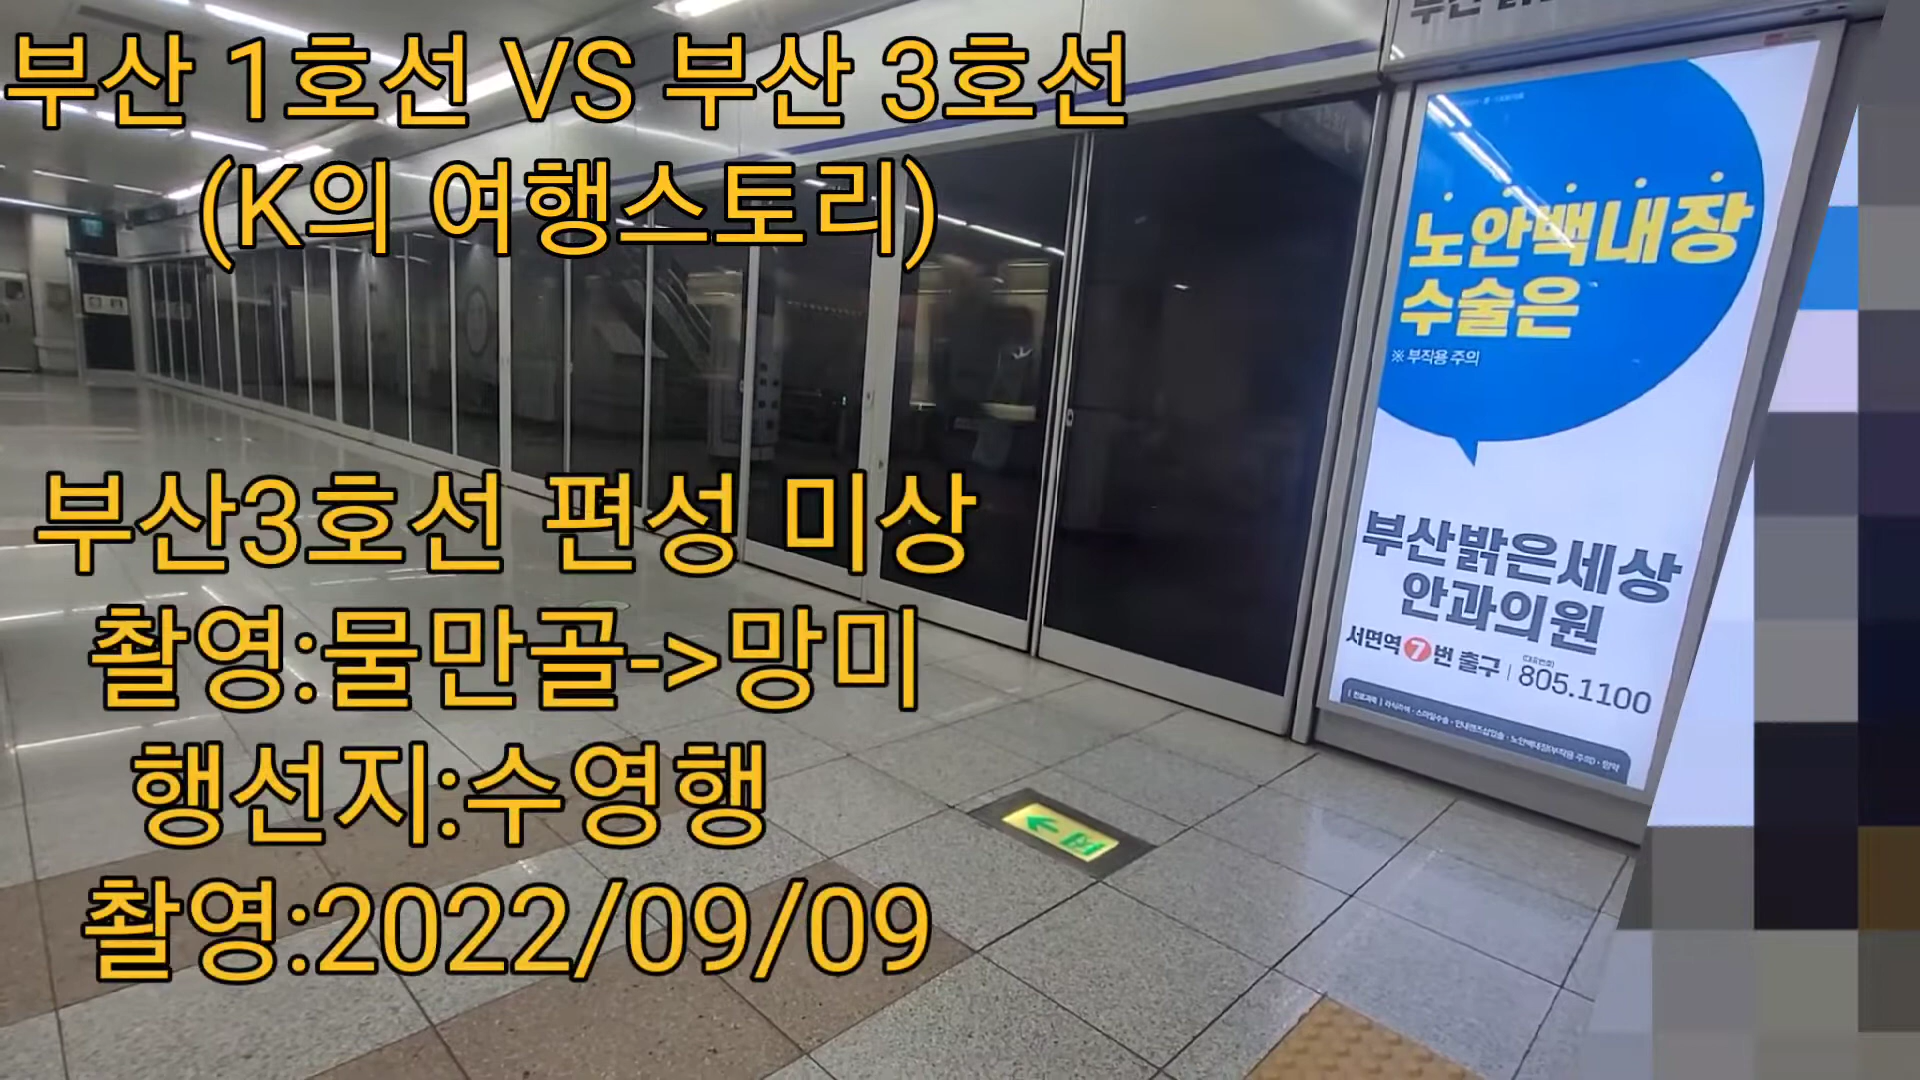 부산 1호선 VS 부산 3호선
(K의 여행스토리)
부산3호선 편성 미상
촬영:물만골->망미
행선지:수영행
촬영:2022/09/09
노안백내장
수술은
※ 부작용 주의
부산밝은세상
안과의원
서면역 7번 출구 | 805.1100